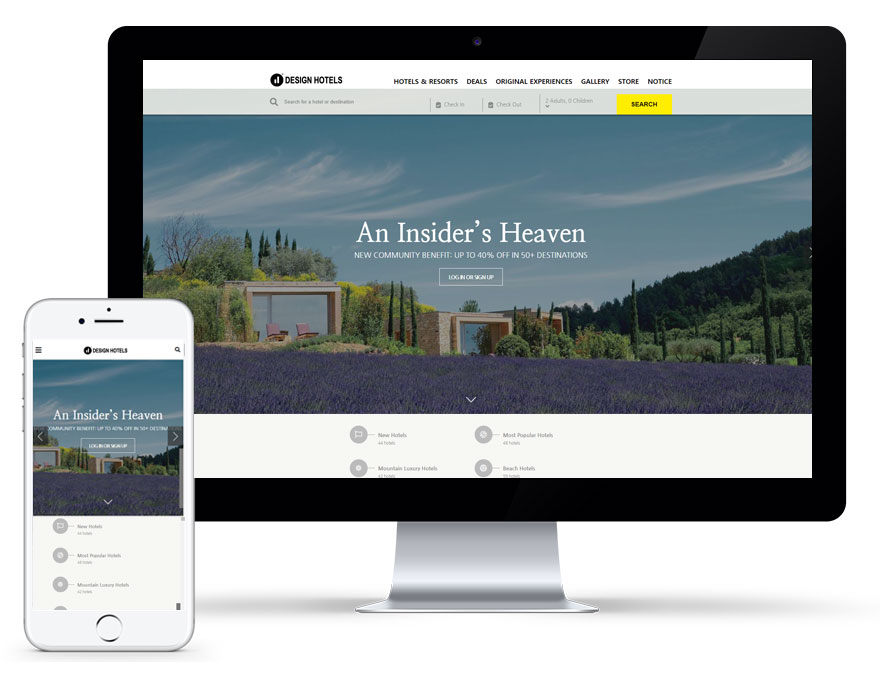 DESIGN HOTELS
HOTELS & RESORTS DEALS ORIGINAL EXPERIENCES GALLERY STORE NOTICE
Search for a hotel or destination
Check In
Check Out
2 Adults, 0 Children
SEARCH
An Insider's Heaven
NEW COMMUNITY BENEFIT: UP TO 40% OFF IN 50+ DESTINATIONS
LOG IN OR SIGN UP
New Hotels
44 hotels
Most Popular Hotels
48 hotels
Mountain Luxury Hotels
42 hotels
Beach Hotels
hotels
DESIGN HOTELS
An Insider's Heaven
OMMUNITY BENEFIT: UP TO 40% OFF IN 50+ DESTINA
LOG IN OR SIGN UP
New Hotels
44 hotels
Most Popular Hotels
48 hotels
Mountain Luxury Hotels
42 hotels